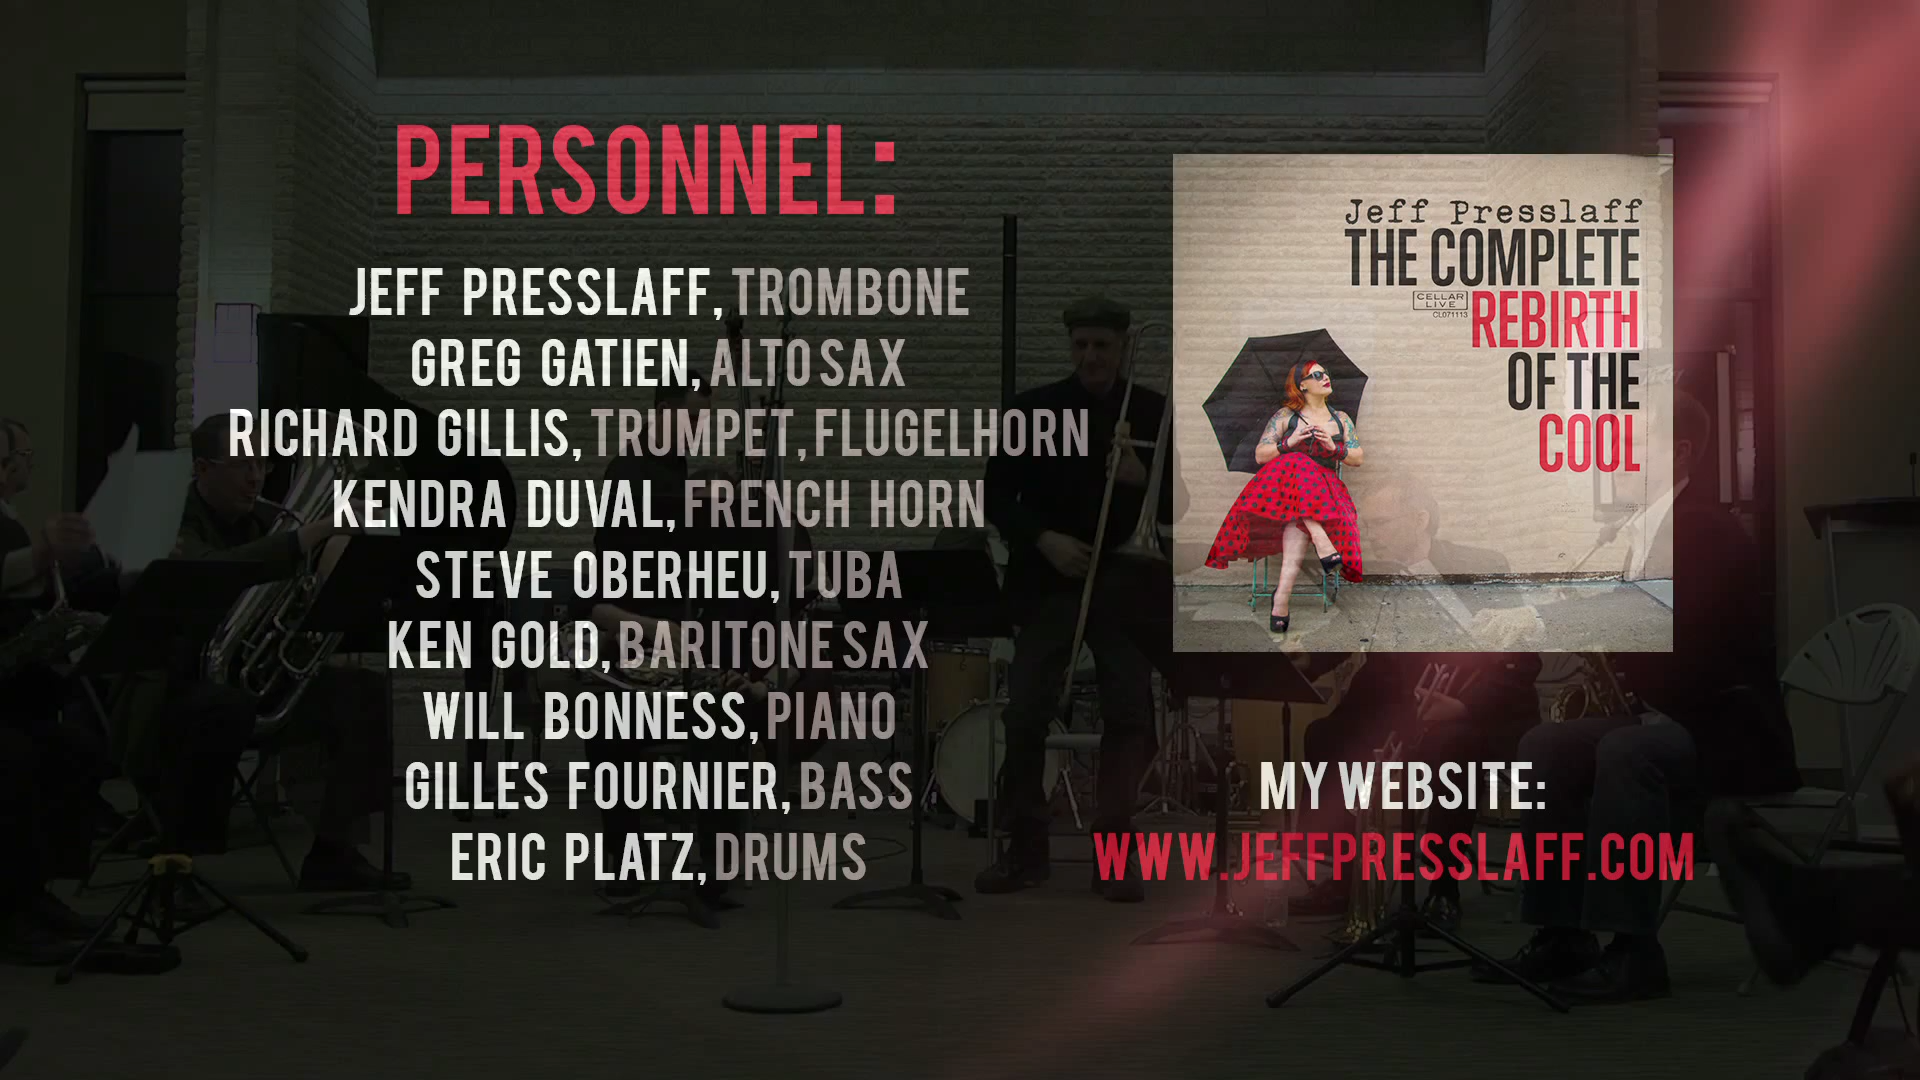 PERSONNEL:
JEFF PRESSLAFF, TROMBONE
GREG GATIEN, ALTO SAX
RICHARD GILLIS, TRUMPET, FLUGELHORN
KENDRA DUVAL, FRENCH HORN
STEVE OBERHEU, TUBA
KEN GOLD, BARITONE SAX
WILL BONNESS, PIANO
GILLES FOURNIER, BASS
ERIC PLATZ, DRUMS
Jeff Presslaff
THE COMPLETE
CELLAR
LIVE
CL071113
REBIRTH
OF THE
COOL
MY WEBSITE:
WWW.JEFFPRESSLAFF.COM